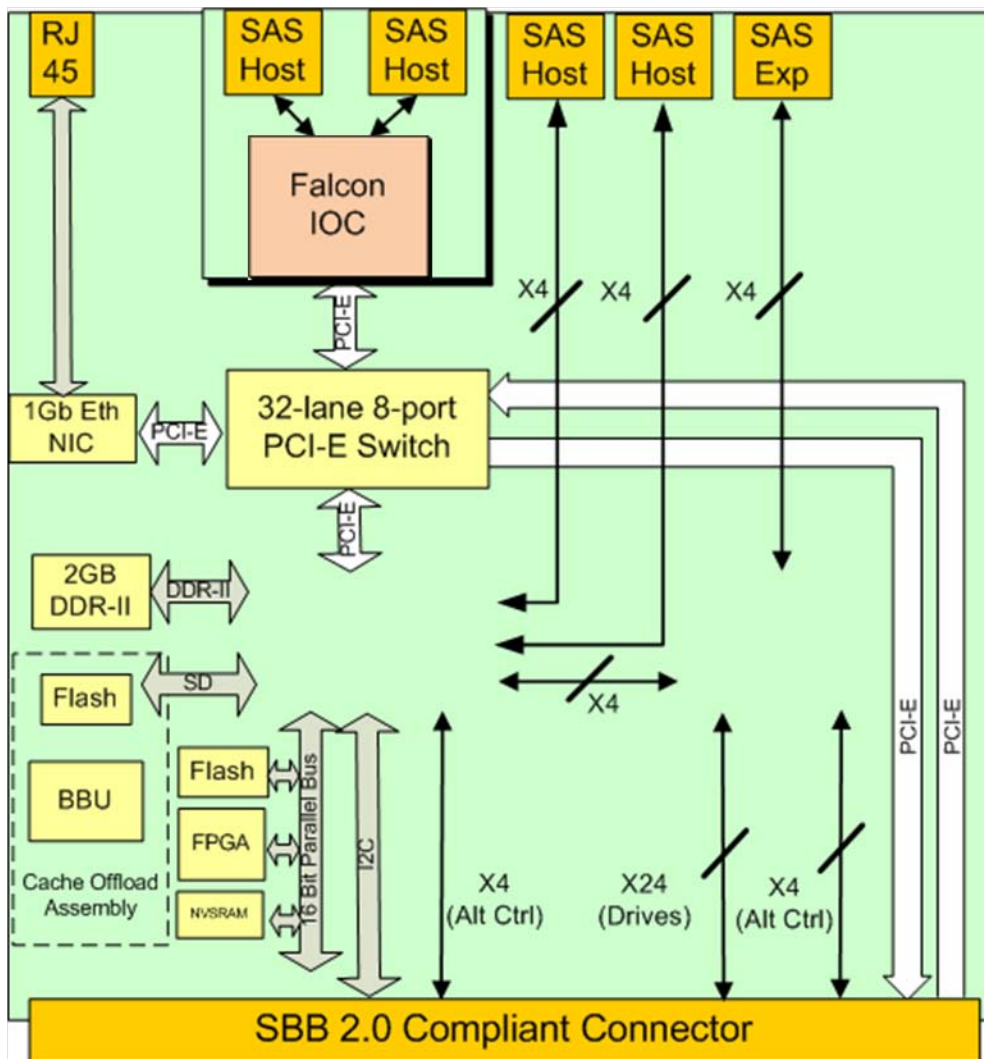 RJ
45
SAS
Host
SAS
Host
SAS
Host
SAS
Host
SAS
Exp
Falcon
IOC
X4
X4
X4
PCI-E
1Gb Eth
NIC
PCI-E
32-lane 8-port
PCI-E Switch
PCI-E
2GB
DDR-II
DDR-II
Flash
SD
X4
PCI-E
PCI-E
BBU
Cache Offload
Assembly
Flash
FPGA
NVSRAM
16 Bit Parallel Bus
I2C
X4
(Alt Ctrl)
X24
(Drives)
X4
(Alt Ctrl)
SBB 2.0 Compliant Connector